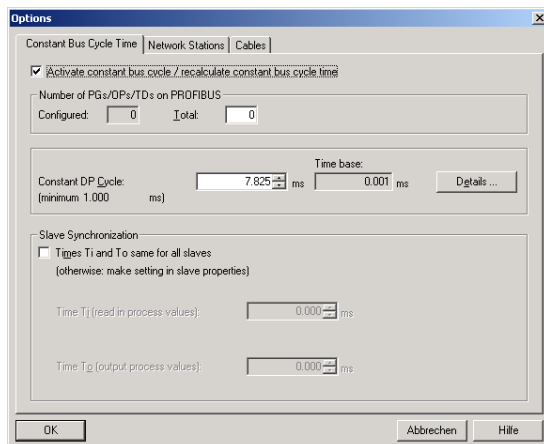 Options
Constant Bus Cycle Time Network Stations Cables
Activate constant bus cycle / recalculate constant bus cycle time
Number of PGs/OPs/TDs on PROFIBUS
Configured: 0 Total: 0
Time base:
Constant DP Cycle: 7.825 ms 0.001 ms Details ...
(minimum 1.000 ms)
Slave Synchronization
Times Ti and To same for all slaves
(otherwise: make setting in slave properties)
Time Ti (read in process values): 0.000 ms
Time To (output process values): 0.000 ms
OK Abbrechen Hilfe